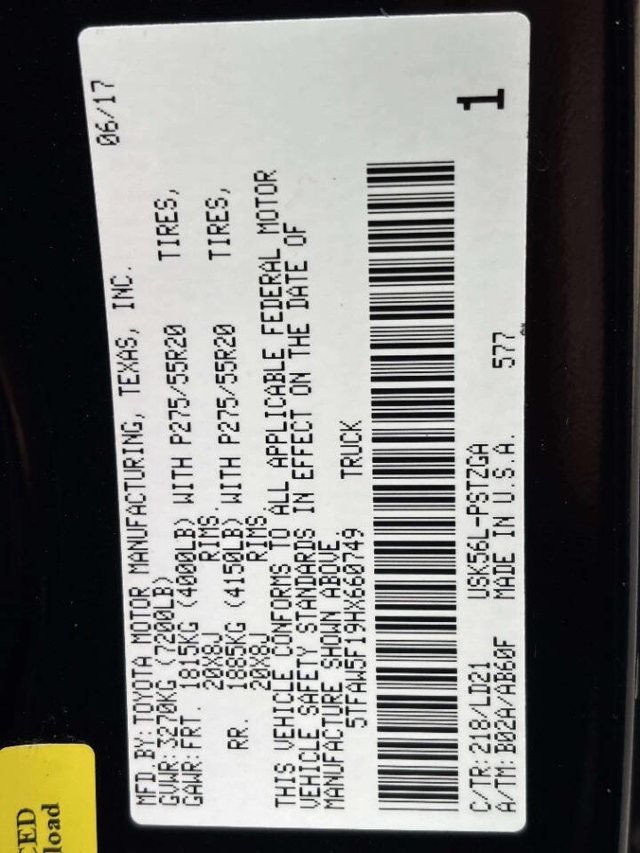 MFD BY: TOYOTA MOTOR MANUFACTURING, TEXAS, INC. 06/17
GVWR: 3270KG (7200LB)
GAWR: FRT. 1815KG (4000LB) WITH P275/55R20 TIRES,
20X8J RIMS.
RR. 1885KG (4150LB) WITH P275/55R20 TIRES,
20X8J RIMS.
THIS VEHICLE CONFORMS TO ALL APPLICABLE FEDERAL MOTOR
VEHICLE SAFETY STANDARDS IN EFFECT ON THE DATE OF
MANUFACTURE SHOWN ABOVE.
5TFAW5F19HX660749 TRUCK
C/TR: 218/LD21 USK56L-PSTZGA
A/TM: B02A/AB60F MADE IN U.S.A. 577
1
load